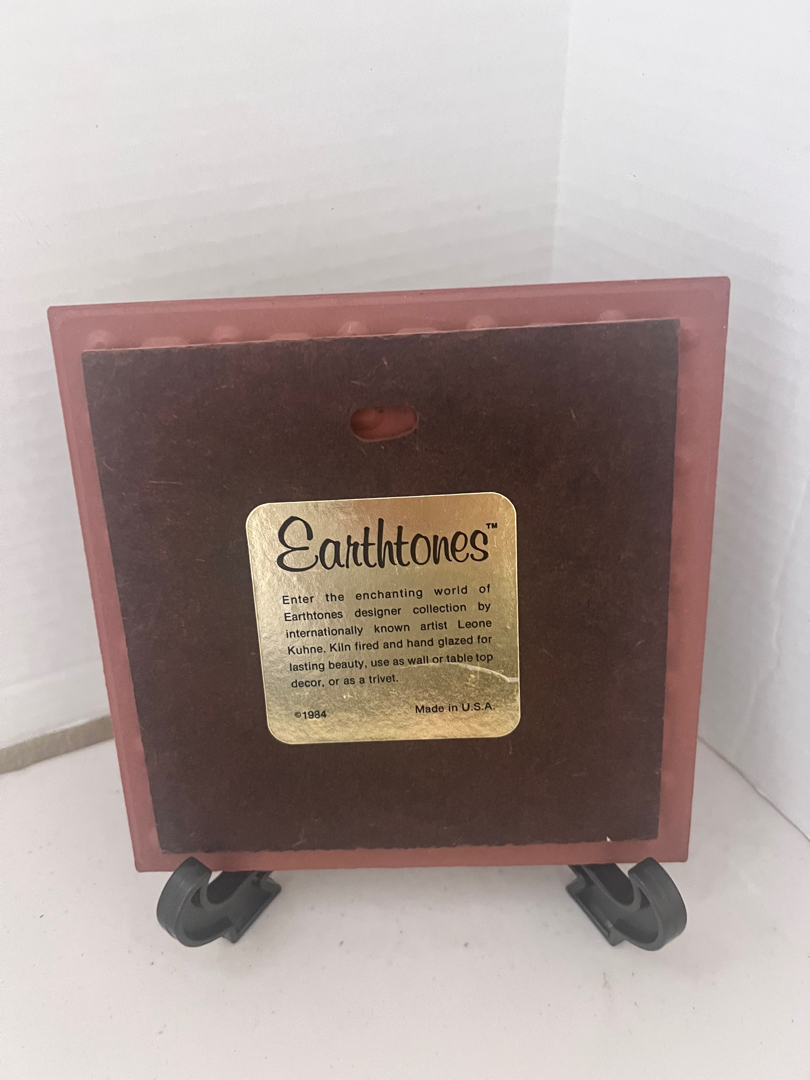 Earthtones™
Enter the enchanting world of
Earthtones designer collection by
internationally known artist Leone
Kuhne. Kiln fired and hand glazed for
lasting beauty, use as wall or table top
decor, or as a trivet.
©1984 Made in U.S.A.